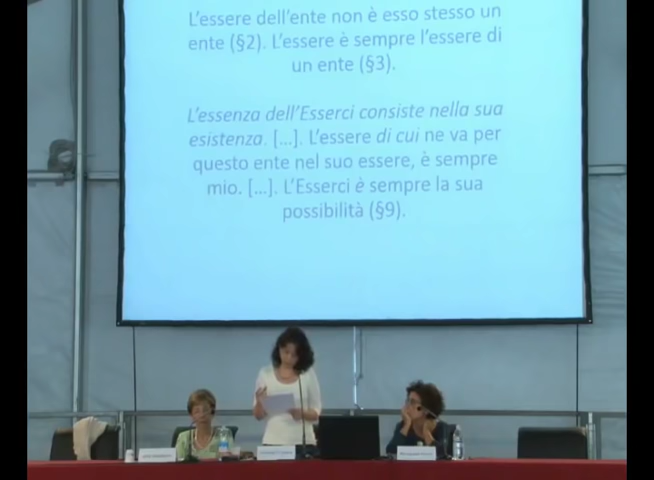 L'essere dell'ente non è esso stesso un
ente (§2). L'essere è sempre l'essere di
un ente (§3).
L'essenza dell'Esserci consiste nella sua
esistenza. [...]. L'essere di cui ne va per
questo ente nel suo essere, è sempre
mio. [...]. L'Esserci è sempre la sua
possibilità (§9).